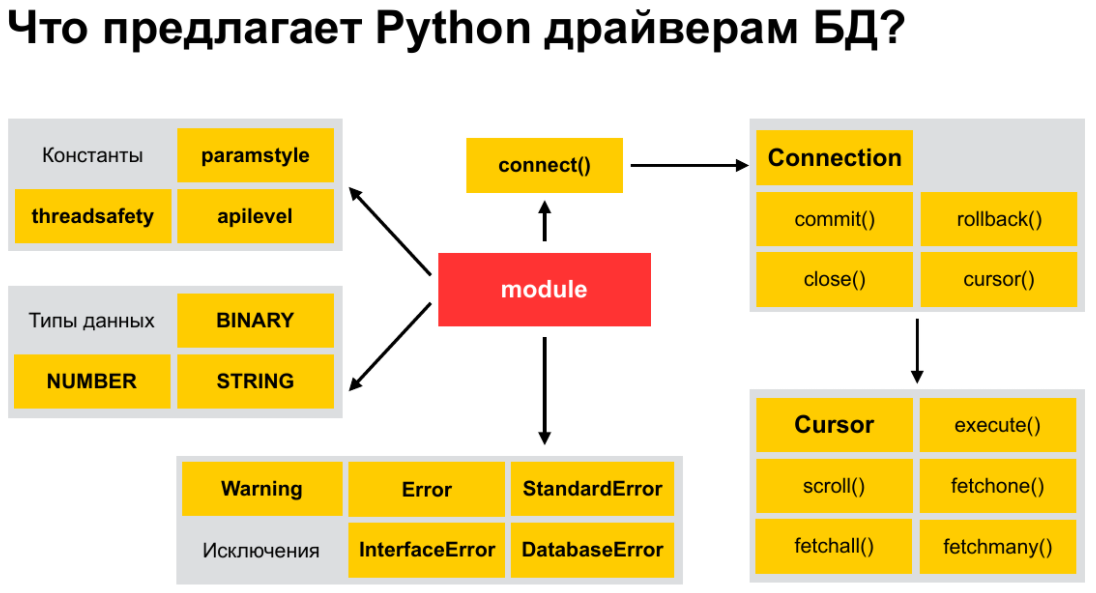 Что предлагает Python драйверам БД?
Константы
paramstyle
threadsafety
apilevel
Типы данных
BINARY
NUMBER
STRING
connect()
module
Warning
Error
StandardError
Исключения
InterfaceError
DatabaseError
Connection
commit()
rollback()
close()
cursor()
Cursor
execute()
scroll()
fetchone()
fetchall()
fetchmany()